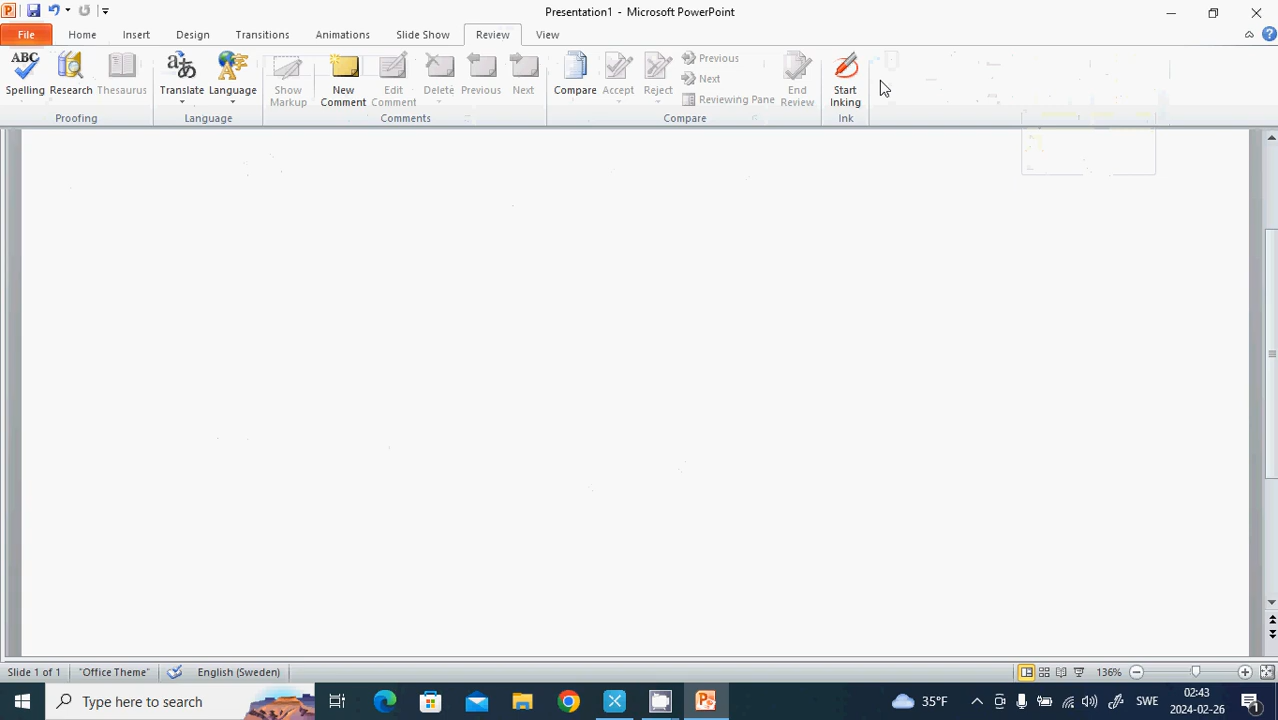 Presentation1 - Microsoft PowerPoint
File Home Insert Design Transitions Animations Slide Show Review View
ABC
Spelling Research Thesaurus
Translate Language
Show Markup
New Comment
Edit Comment
Delete Previous Next
Compare Accept Reject
Previous
Next
Reviewing Pane
End Review
Start Inking
Proofing Language Comments Compare Ink
Slide 1 of 1 "Office Theme" English (Sweden) 136%
Type here to search 35°F SWE 02:43
2024-02-26 1